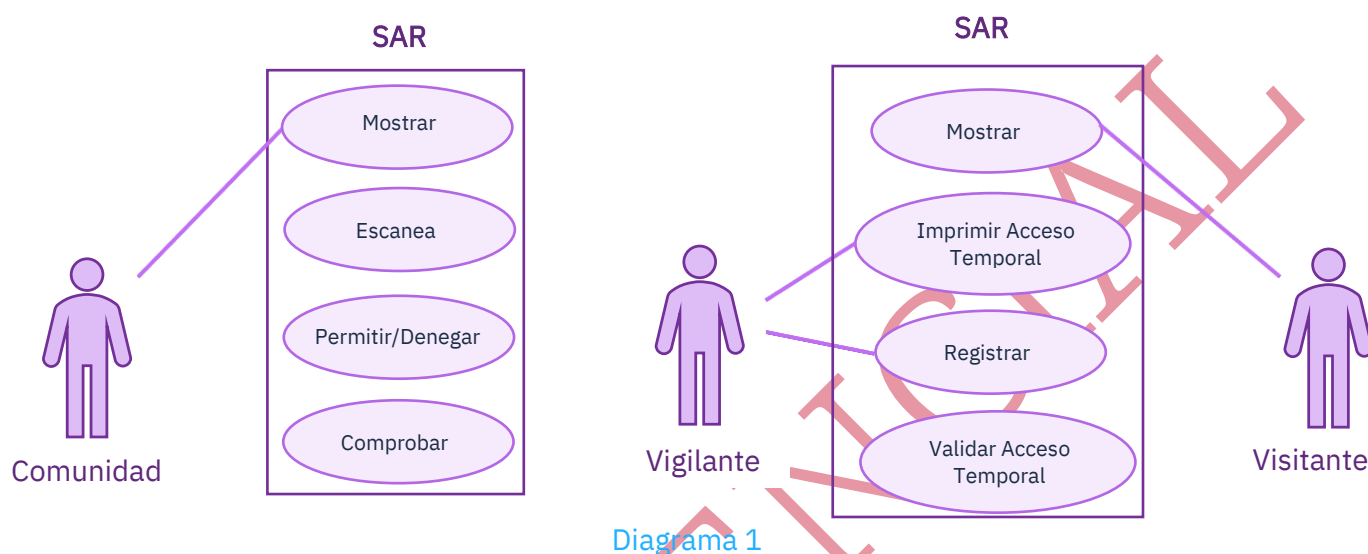 SAR
Mostrar
Escanea
Permitir/Denegar
Comprobar
Comunidad
SAR
Mostrar
Imprimir Acceso
Temporal
Registrar
Validar Acceso
Temporal
Vigilante
Visitante
Diagrama 1